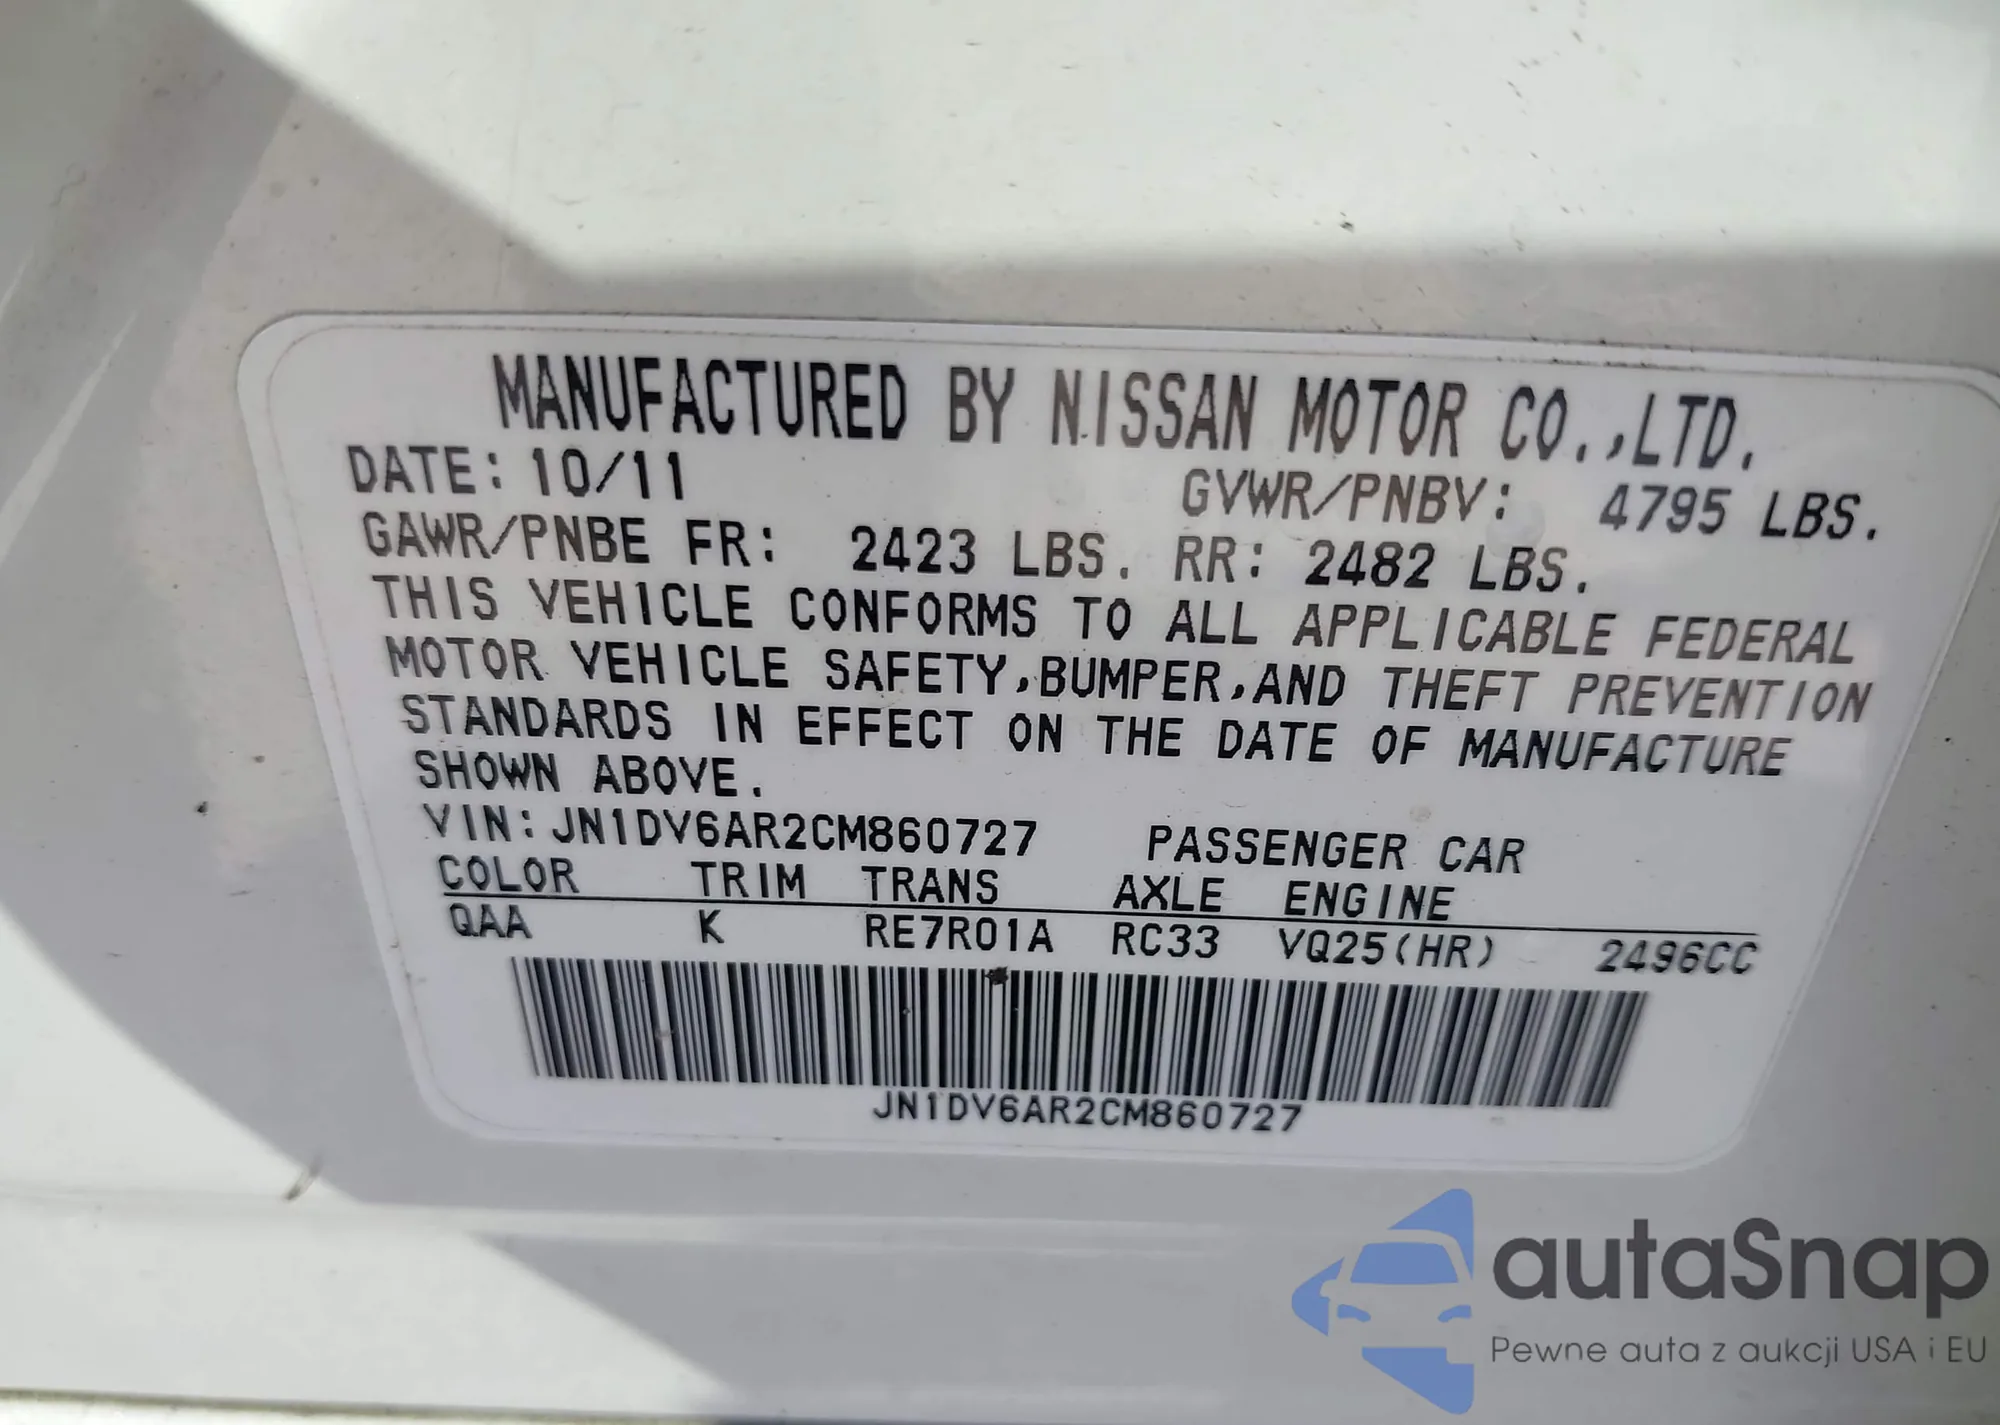 MANUFACTURED BY NISSAN MOTOR CO.,LTD.
DATE: 10/11 GVWR/PNBV: 4795 LBS.
GAWR/PNBE FR: 2423 LBS. RR: 2482 LBS.
THIS VEHICLE CONFORMS TO ALL APPLICABLE FEDERAL
MOTOR VEHICLE SAFETY,BUMPER,AND THEFT PREVENTION
STANDARDS IN EFFECT ON THE DATE OF MANUFACTURE
SHOWN ABOVE.
VIN: JN1DV6AR2CM860727 PASSENGER CAR
COLOR TRIM TRANS AXLE ENGINE
QAA K RE7R01A RC33 VQ25(HR) 2496CC
JN1DV6AR2CM860727
autaSnap
Pewne auta z aukcji USA i EU